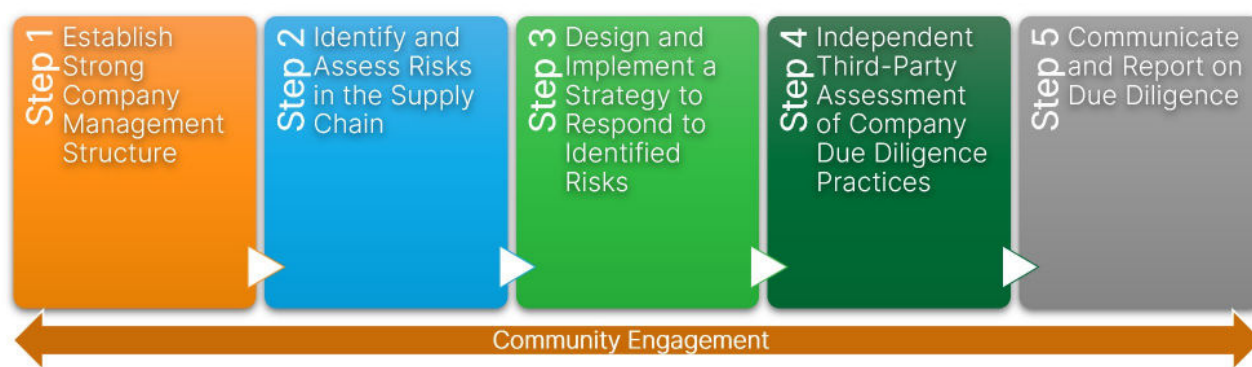 Step 1
Establish
Strong
Company
Management
Structure
Step 2
Identify and
Assess Risks
in the Supply
Chain
Step 3
Design and
Implement a
Strategy to
Respond to
Identified
Risks
Step 4
Independent
Third-Party
Assessment
of Company
Due Diligence
Practices
Step 5
Communicate
and Report on
Due Diligence
Community Engagement